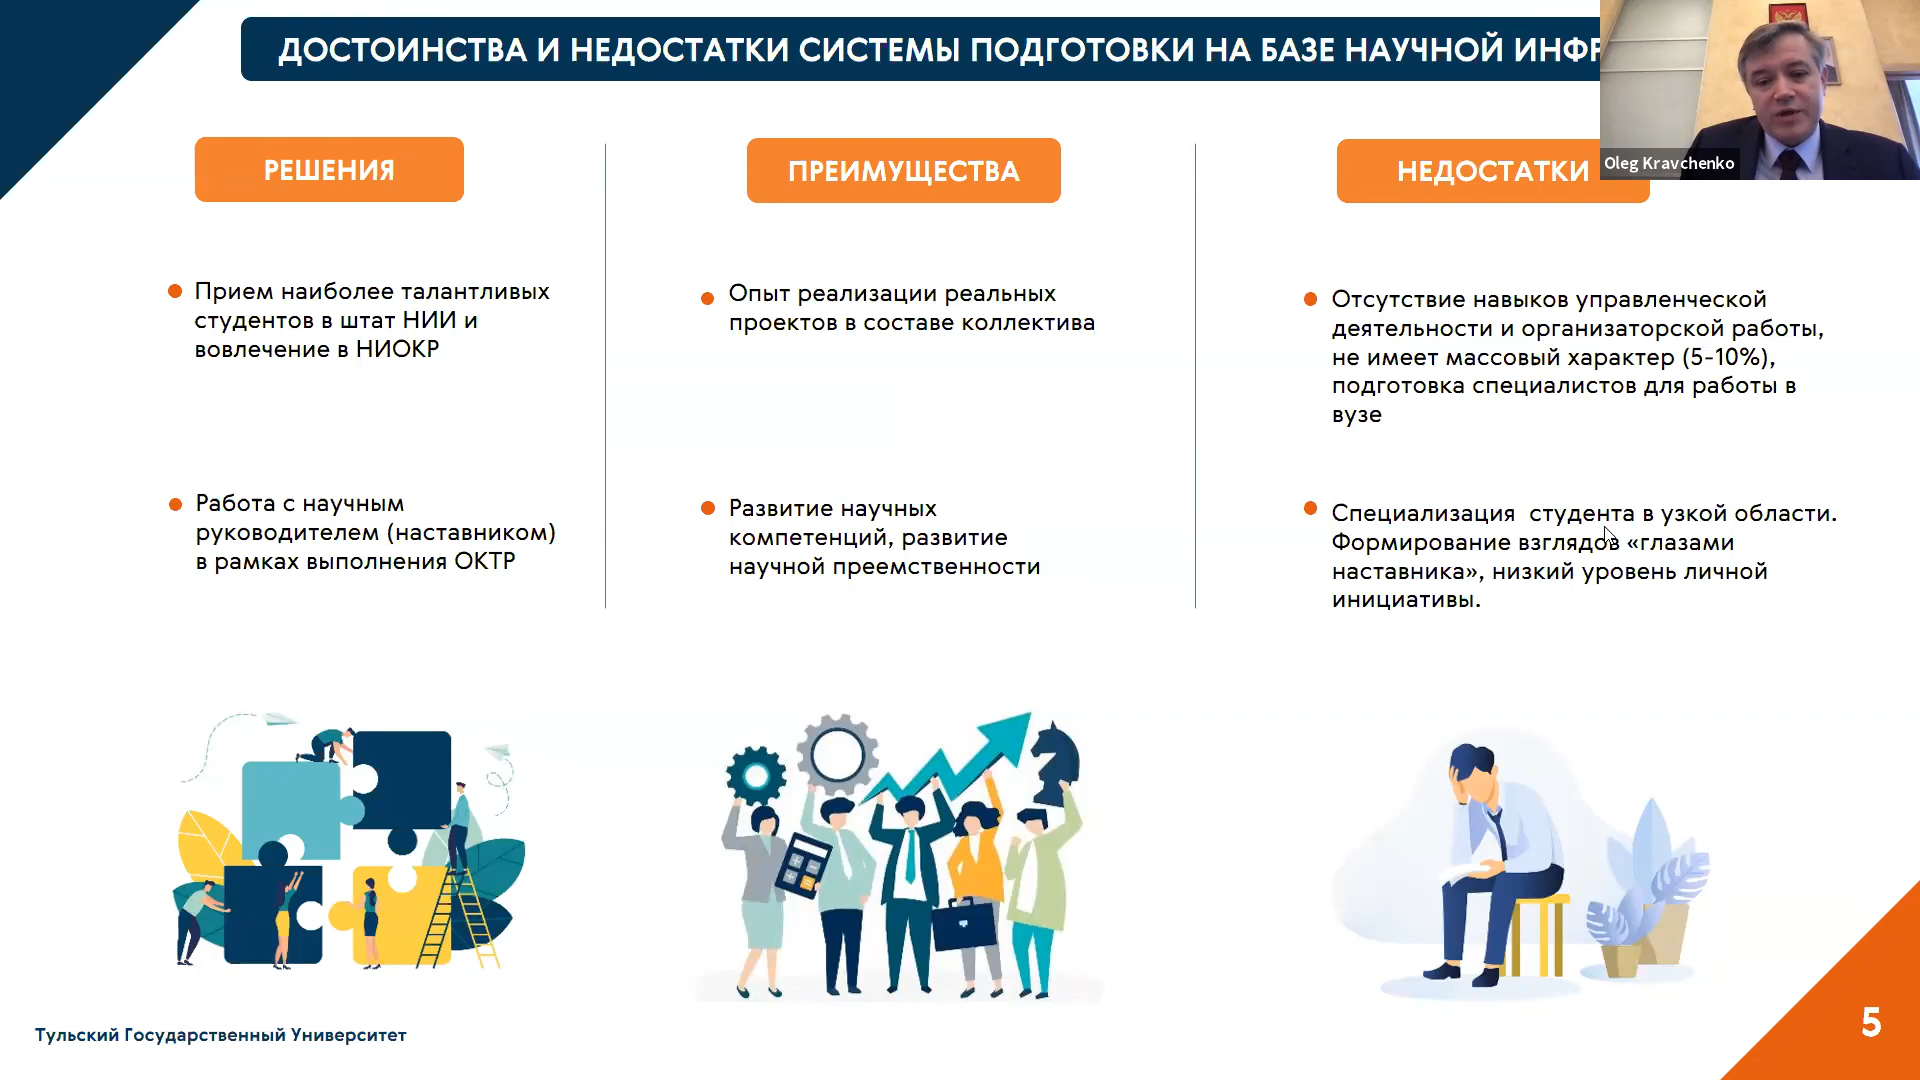 ДОСТОИНСТВА И НЕДОСТАТКИ СИСТЕМЫ ПОДГОТОВКИ НА БАЗЕ НАУЧНОЙ
Oleg Kravchenko
РЕШЕНИЯ
Прием наиболее талантливых
студентов в штат НИИ и
вовлечение в НИОКР
Работа с научным
руководителем (наставником)
в рамках выполнения ОКТР
ПРЕИМУЩЕСТВА
Опыт реализации реальных
проектов в составе коллектива
Развитие научных
компетенций, развитие
научной преемственности
НЕДОСТАТКИ
Отсутствие навыков управленческой
деятельности и организаторской работы,
не имеет массовый характер (5-10%),
подготовка специалистов для работы в
вузе
Специализация студента в узкой области.
Формирование взглядов «глазами
наставника», низкий уровень личной
инициативы.
Тульский Государственный Университет
5